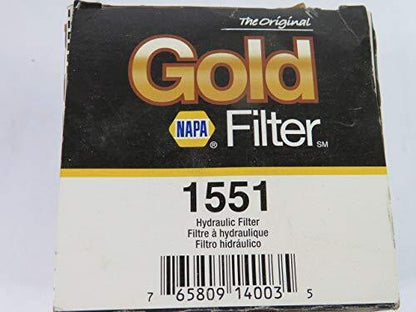 The Original
Gold
NAPA® Filter SM
1551
Hydraulic Filter
Filtre à hydraulique
Filtro hidráulico
7 65809 14003 5